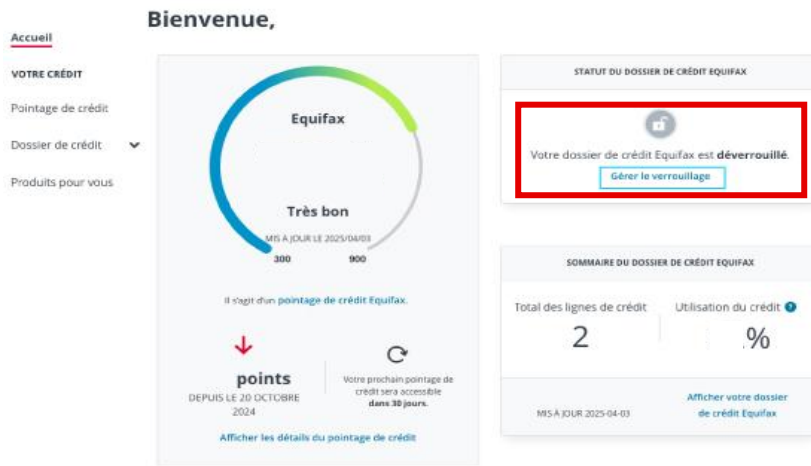 Bienvenue,
Accueil
VOTRE CRÉDIT
Pointage de crédit
Dossier de crédit
Produits pour vous
Equifax
Très bon
MIS À JOUR LE 2025/04/03
300
900
Il s'agit d'un pointage de crédit Equifax.
points
DEPUIS LE 20 OCTOBRE
2024
Votre prochain pointage de
crédit sera accessible
dans 30 jours.
Afficher les détails du pointage de crédit
STATUT DU DOSSIER DE CRÉDIT EQUIFAX
Votre dossier de crédit Equifax est déverrouillé.
Gérer le verrouillage
SOMMAIRE DU DOSSIER DE CRÉDIT EQUIFAX
Total des lignes de crédit
2
Utilisation du crédit ?
%
MIS À JOUR 2025-04-03
Afficher votre dossier
de crédit Equifax